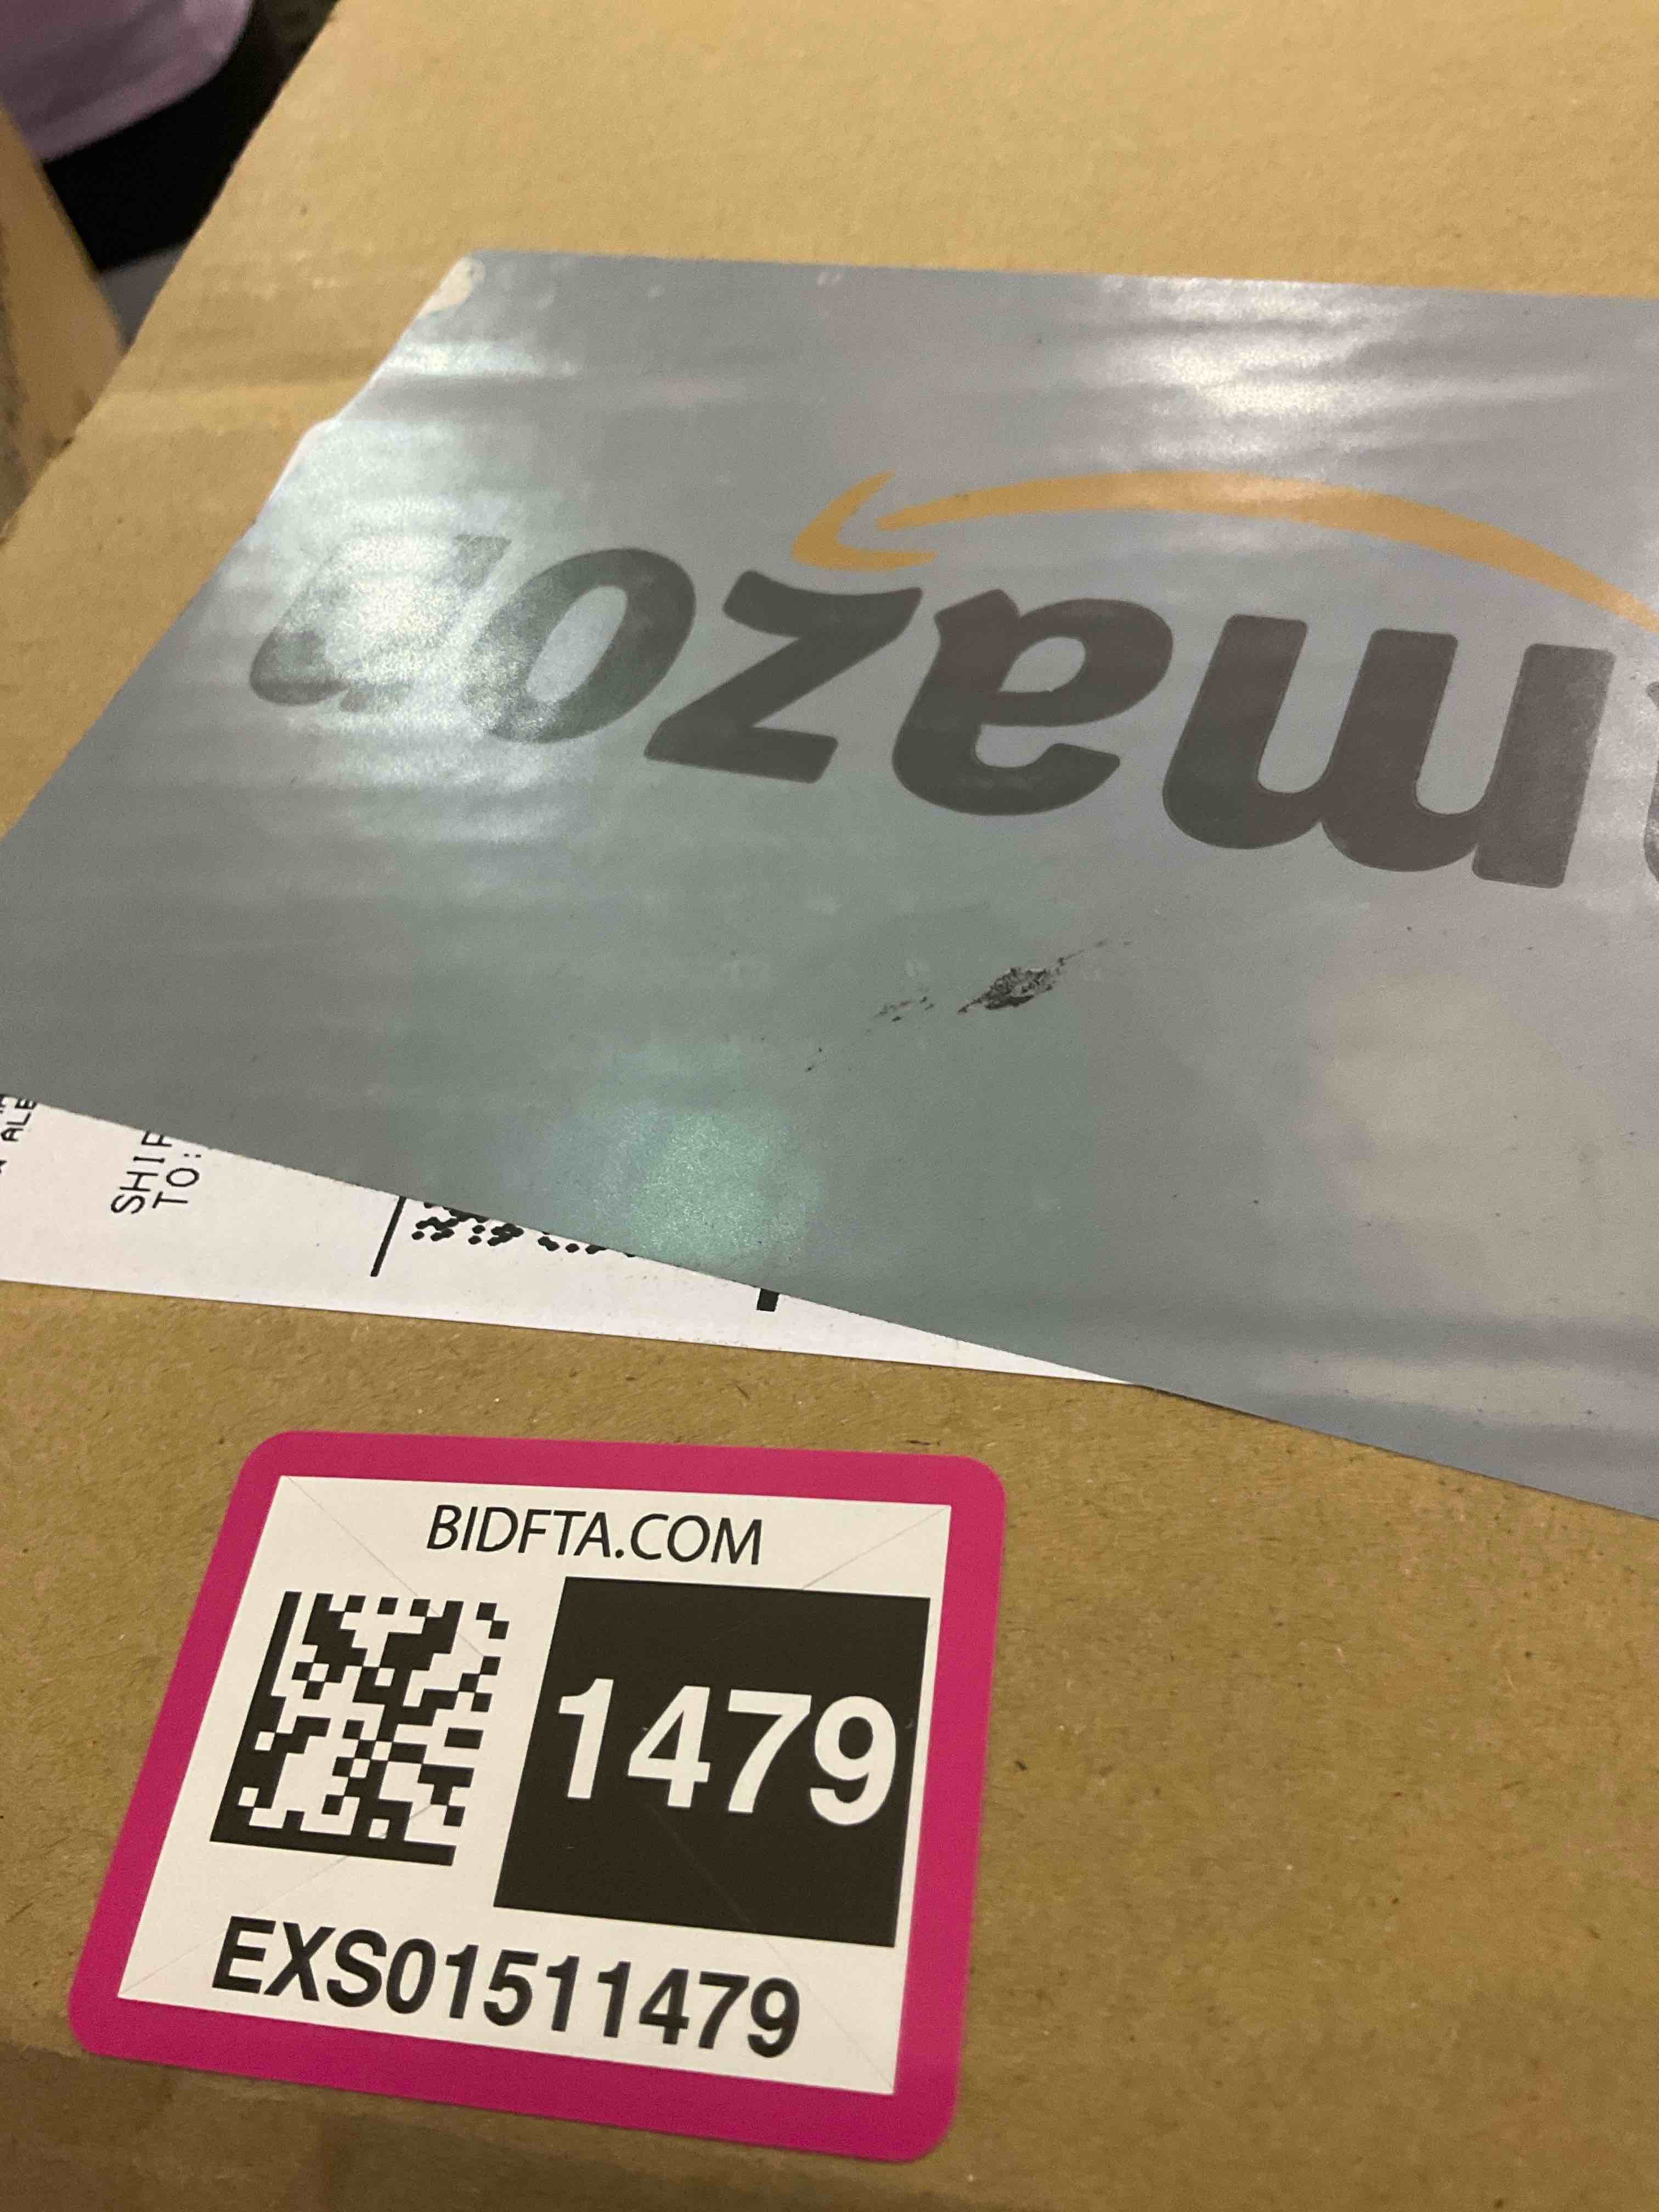 amazon
SHIP
TO:
BIDFTA.COM
1479
EXS01511479